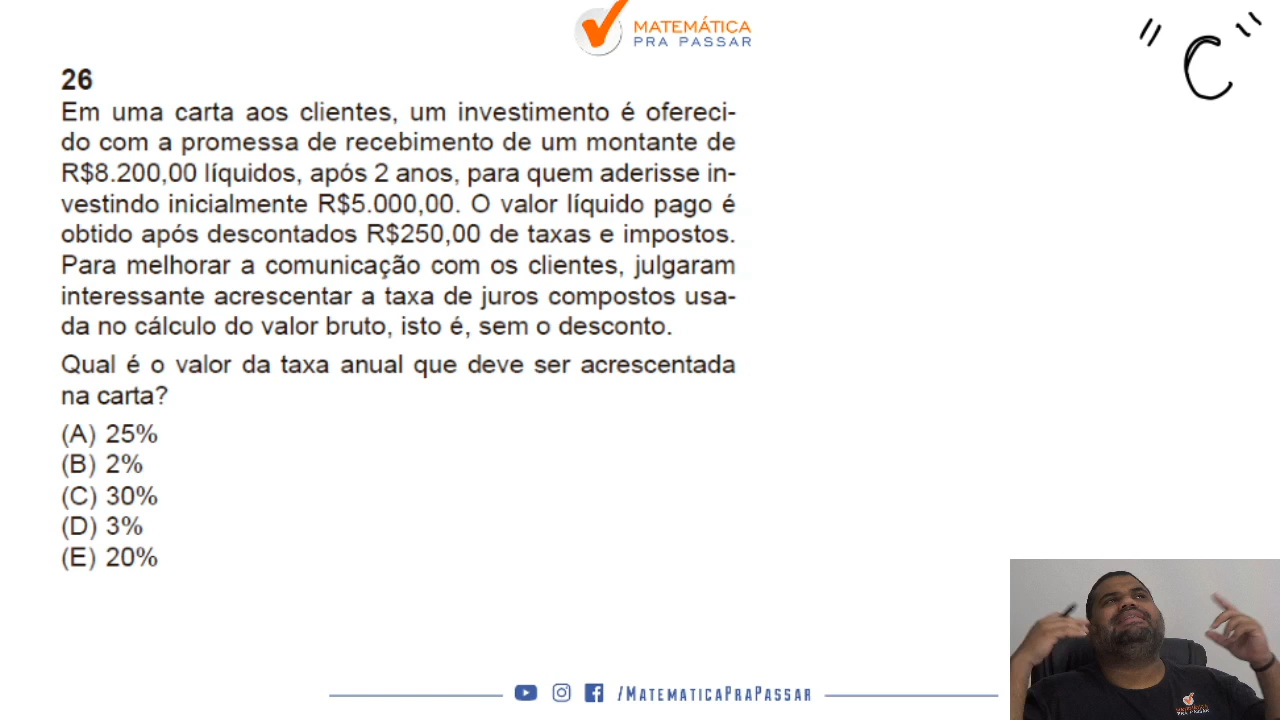 MATEMÁTICA
PRA PASSAR
"C"
26
Em uma carta aos clientes, um investimento é ofereci-
do com a promessa de recebimento de um montante de
R$8.200,00 líquidos, após 2 anos, para quem aderisse in-
vestindo inicialmente R$5.000,00. O valor líquido pago é
obtido após descontados R$250,00 de taxas e impostos.
Para melhorar a comunicação com os clientes, julgaram
interessante acrescentar a taxa de juros compostos usa-
da no cálculo do valor bruto, isto é, sem o desconto.
Qual é o valor da taxa anual que deve ser acrescentada
na carta?
(A) 25%
(B) 2%
(C) 30%
(D) 3%
(E) 20%
MATEMÁTICA
PRA PASSAR
/MATEMATICAPRAPASSAR